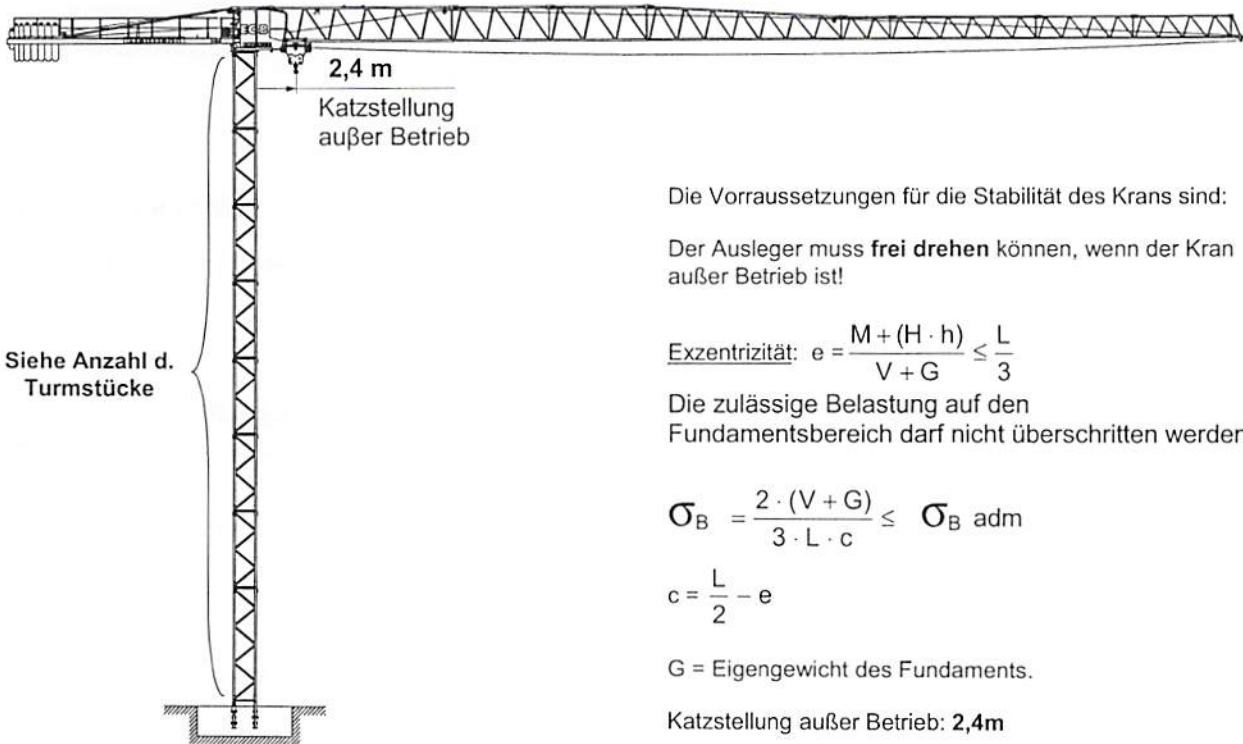 2,4 m
Katzstellung
außer Betrieb
Siehe Anzahl d.
Turmstücke
Die Vorraussetzungen für die Stabilität des Krans sind:
Der Ausleger muss frei drehen können, wenn der Kran
außer Betrieb ist!
Exzentrizität: e = M + (H · h) / V + G ≤ L / 3
Die zulässige Belastung auf den
Fundamentsbereich darf nicht überschritten werden
σB = 2 · (V + G) / 3 · L · c ≤ σB adm
c = L / 2 − e
G = Eigengewicht des Fundaments.
Katzstellung außer Betrieb: 2,4m